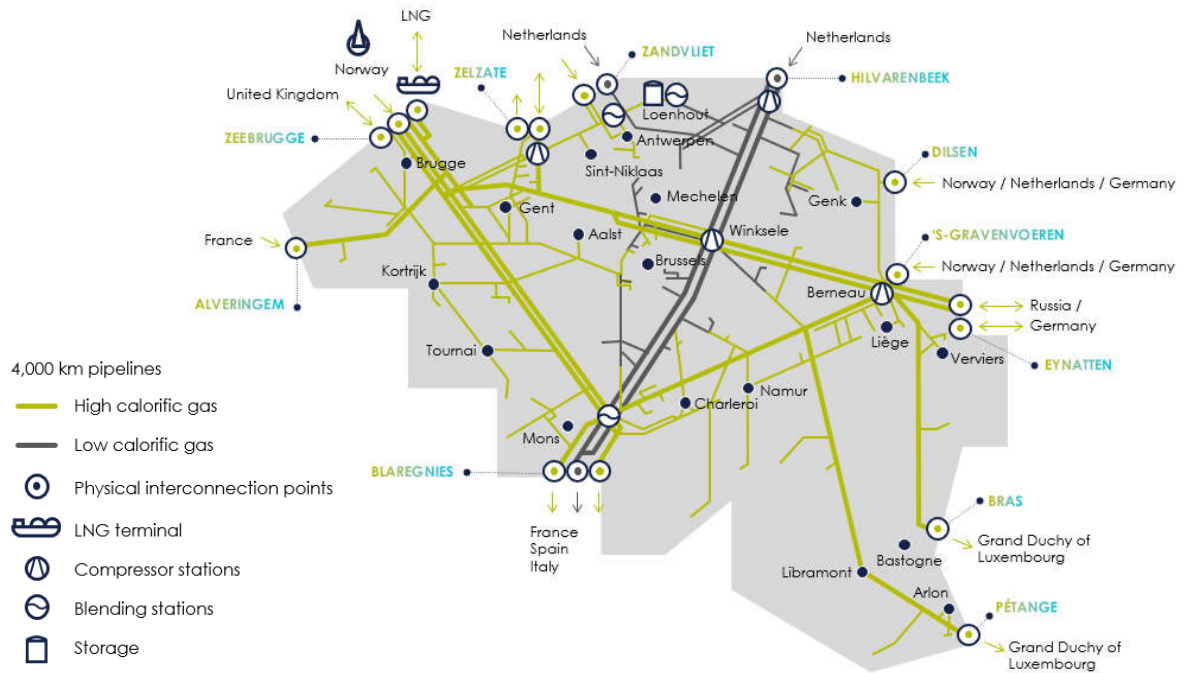 LNG
Netherlands
Netherlands
ZANDVLIET
Norway
ZELZATE
HILVARENBEEK
United Kingdom
Loenhout
ZEEBRUGGE
Antwerpen
Brugge
Sint-Niklaas
DILSEN
Norway / Netherlands / Germany
Mechelen
Genk
Gent
Winksele
Aalst
'S-GRAVENVOEREN
France
Brussels
Norway / Netherlands / Germany
Kortrijk
Berneau
ALVERINGEM
Russia /
Germany
Liège
Tournai
Verviers
EYNATTEN
4,000 km pipelines
High calorific gas
Namur
Charleroi
Low calorific gas
Mons
BLAREGNIES
Physical interconnection points
LNG terminal
France
Spain
Italy
BRAS
Grand Duchy of
Luxembourg
Bastogne
Compressor stations
Libramont
Arlon
Blending stations
PÉTANGE
Storage
Grand Duchy of
Luxembourg